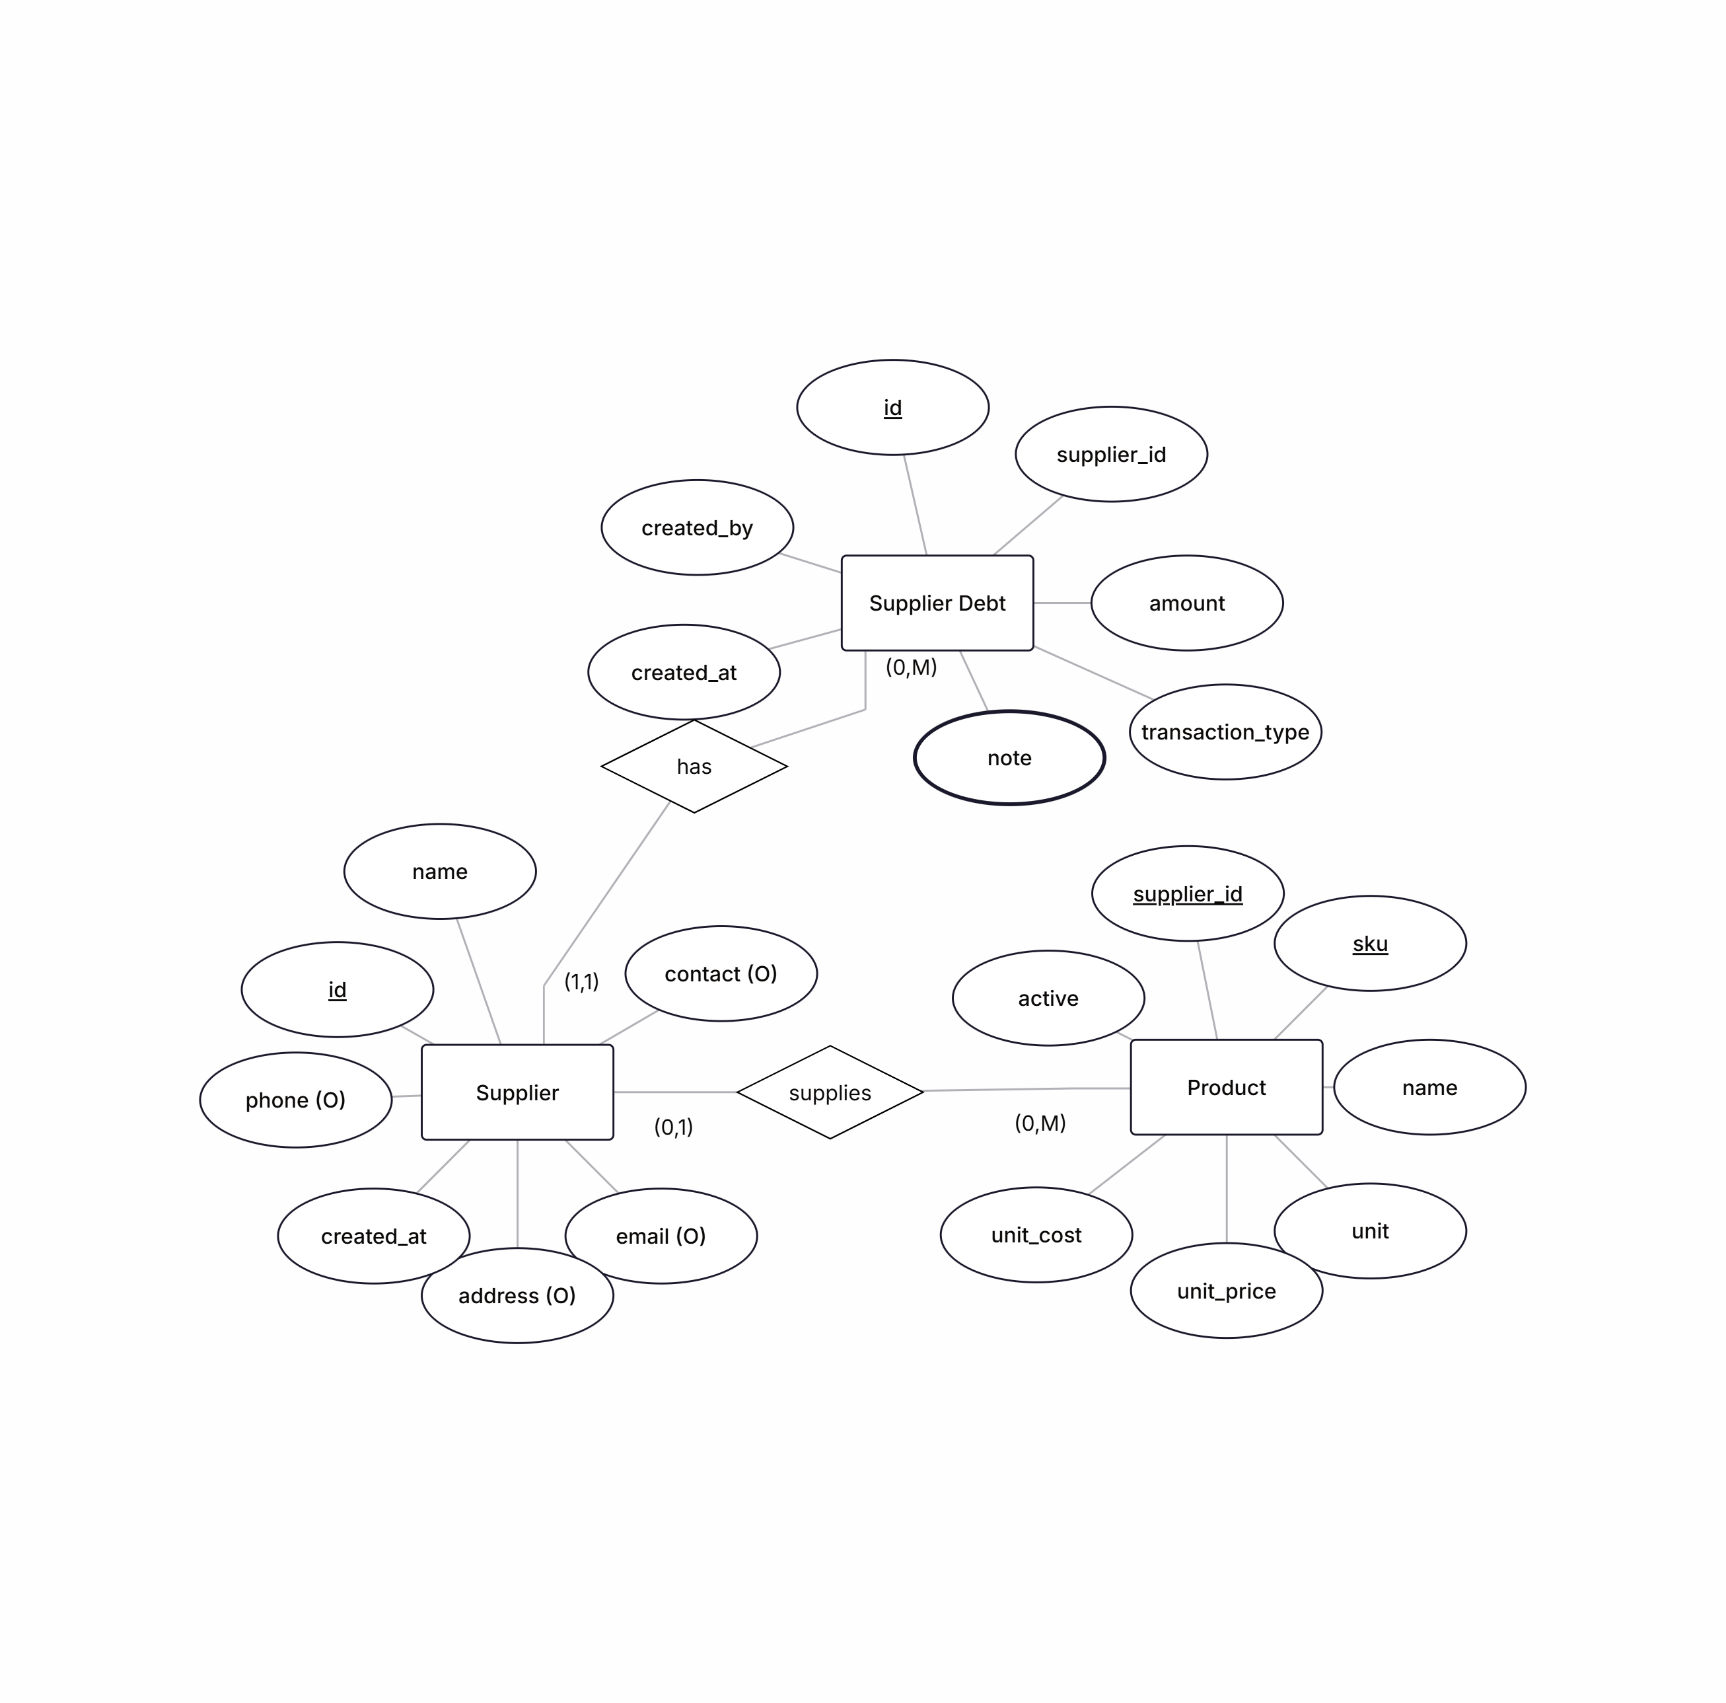 id
supplier_id
created_by
Supplier Debt
amount
created_at
(0,M)
transaction_type
note
has
name
supplier_id
sku
contact (O)
(1,1)
id
active
phone (O)
Supplier
supplies
Product
name
(0,1)
(0,M)
created_at
email (O)
unit_cost
unit
address (O)
unit_price